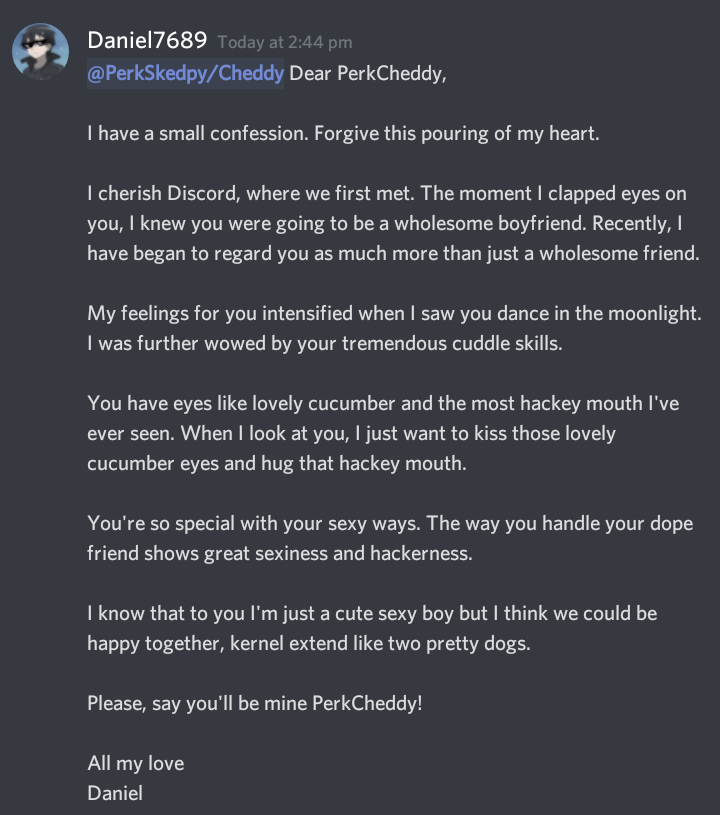 Daniel7689 Today at 2:44 pm
@PerkSkedpy/Cheddy Dear PerkCheddy,
I have a small confession. Forgive this pouring of my heart.
I cherish Discord, where we first met. The moment I clapped eyes on
you, I knew you were going to be a wholesome boyfriend. Recently, I
have began to regard you as much more than just a wholesome friend.
My feelings for you intensified when I saw you dance in the moonlight.
I was further wowed by your tremendous cuddle skills.
You have eyes like lovely cucumber and the most hackey mouth I've
ever seen. When I look at you, I just want to kiss those lovely
cucumber eyes and hug that hackey mouth.
You're so special with your sexy ways. The way you handle your dope
friend shows great sexiness and hackerness.
I know that to you I'm just a cute sexy boy but I think we could be
happy together, kernel extend like two pretty dogs.
Please, say you'll be mine PerkCheddy!
All my love
Daniel